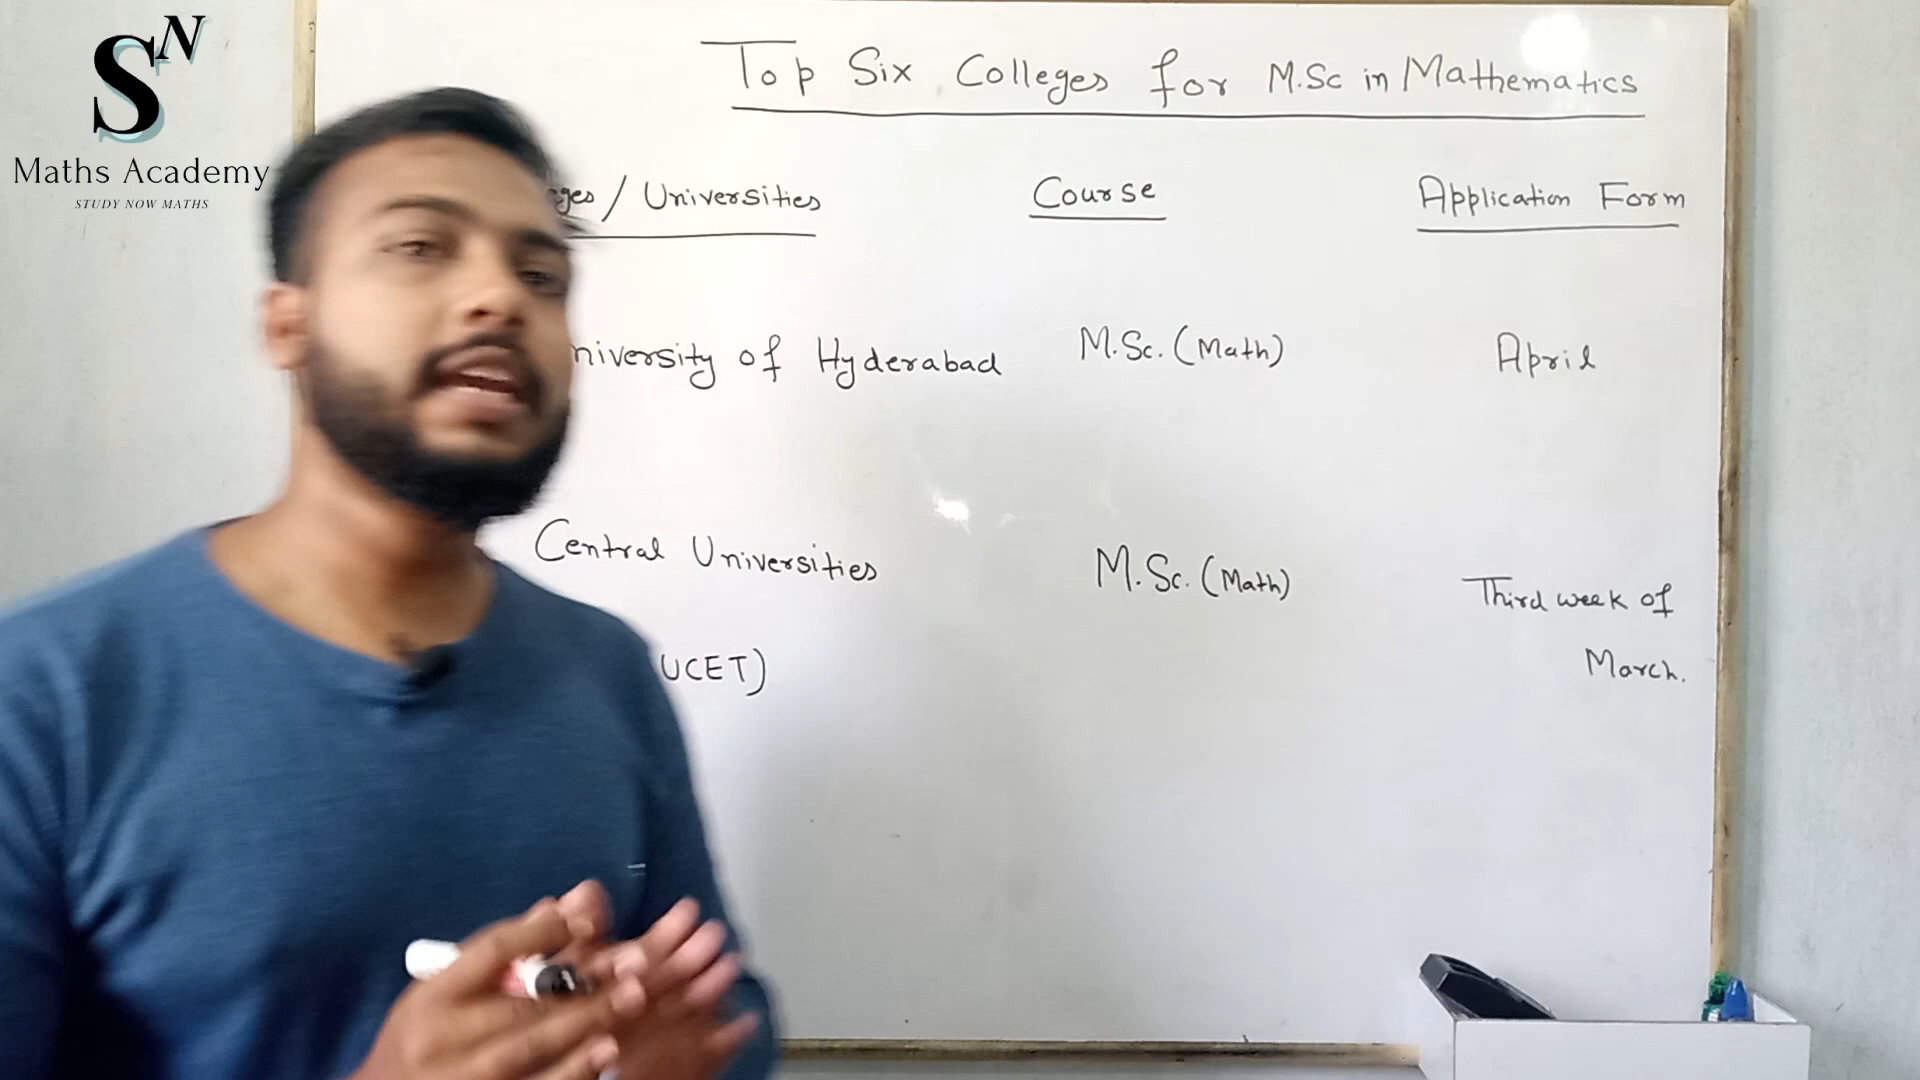 SN
Maths Academy
STUDY NOW MATHS
Top Six Colleges for M.Sc in Mathematics
/ Universities Course Application Form
of Hyderabad M.Sc. (Math) April
Central Universities M.Sc. (Math) Third week of
March.
UCET)